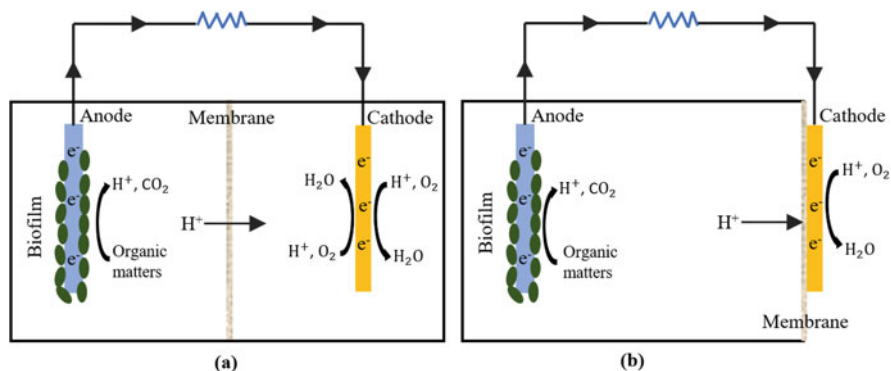 Anode
Membrane
Cathode
e-
e-
e-
Biofilm
H⁺, CO₂
Organic
matters
H⁺
H₂O
H⁺, O₂
e-
e-
e-
H⁺, O₂
H₂O
(a)
Anode
Cathode
e-
e-
e-
Biofilm
H⁺, CO₂
Organic
matters
H⁺
e-
e-
e-
H⁺, O₂
H₂O
Membrane
(b)